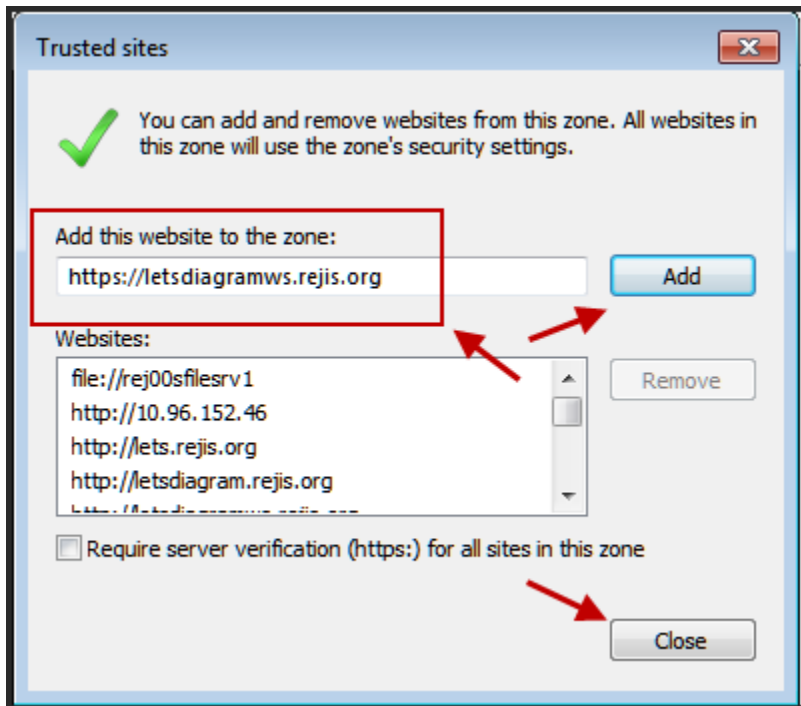 Trusted sites
You can add and remove websites from this zone. All websites in
this zone will use the zone's security settings.
Add this website to the zone:
https://letsdiagramws.rejis.org
Add
Websites:
file://rej00sfilesrv1
http://10.96.152.46
http://lets.rejis.org
http://letsdiagram.rejis.org
Remove
Require server verification (https:) for all sites in this zone
Close